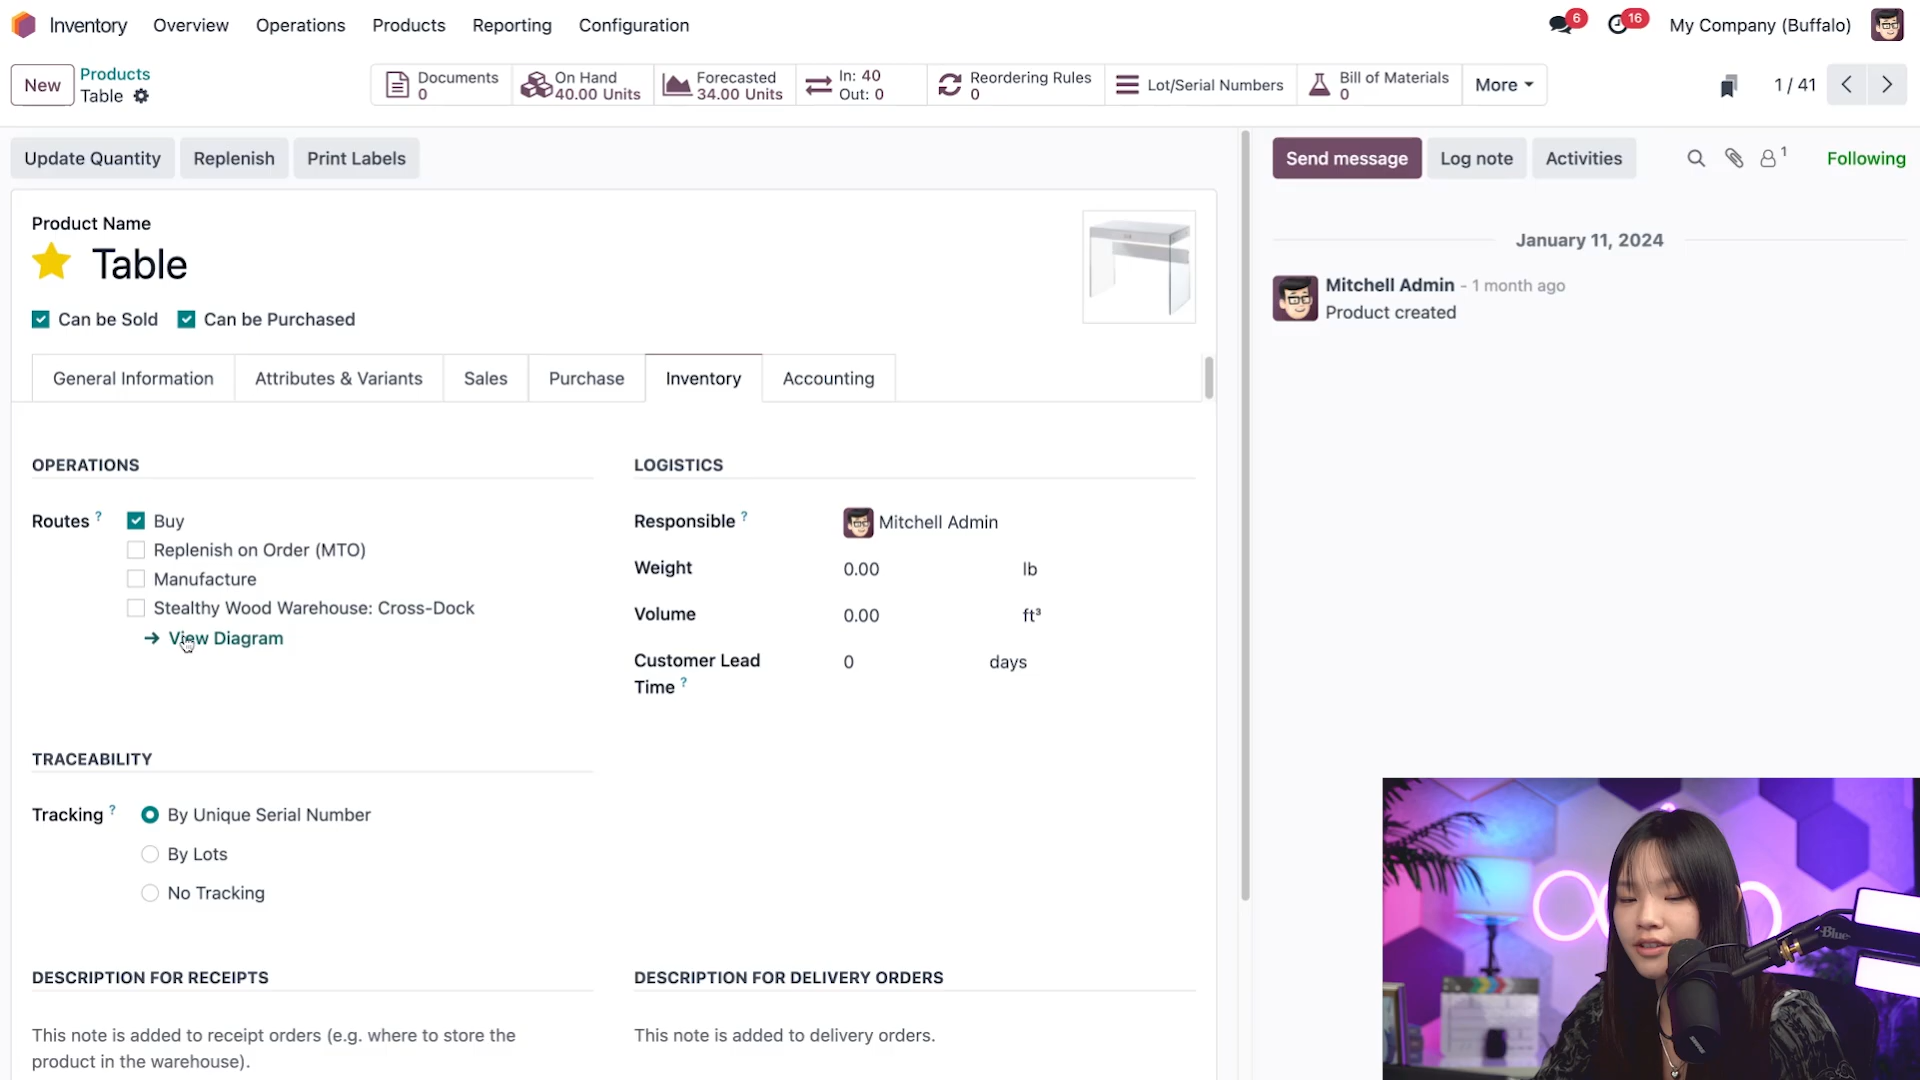 Inventory Overview Operations Products Reporting Configuration 6 16 My Company (Buffalo)
New
Products
Table
Documents
0
On Hand
40.00 Units
Forecasted
34.00 Units
In: 40
Out: 0
Reordering Rules
0
Lot/Serial Numbers
Bill of Materials
0
More
1 / 41
Update Quantity Replenish Print Labels
Send message Log note Activities 1 Following
Product Name
Table
Can be Sold Can be Purchased
General Information Attributes & Variants Sales Purchase Inventory Accounting
OPERATIONS
Routes ? Buy
Replenish on Order (MTO)
Manufacture
Stealthy Wood Warehouse: Cross-Dock
View Diagram
LOGISTICS
Responsible ? Mitchell Admin
Weight 0.00 lb
Volume 0.00 ft³
Customer Lead
Time ?
0 days
TRACEABILITY
Tracking ? By Unique Serial Number
By Lots
No Tracking
DESCRIPTION FOR RECEIPTS
This note is added to receipt orders (e.g. where to store the
product in the warehouse).
DESCRIPTION FOR DELIVERY ORDERS
This note is added to delivery orders.
January 11, 2024
Mitchell Admin - 1 month ago
Product created
Blue